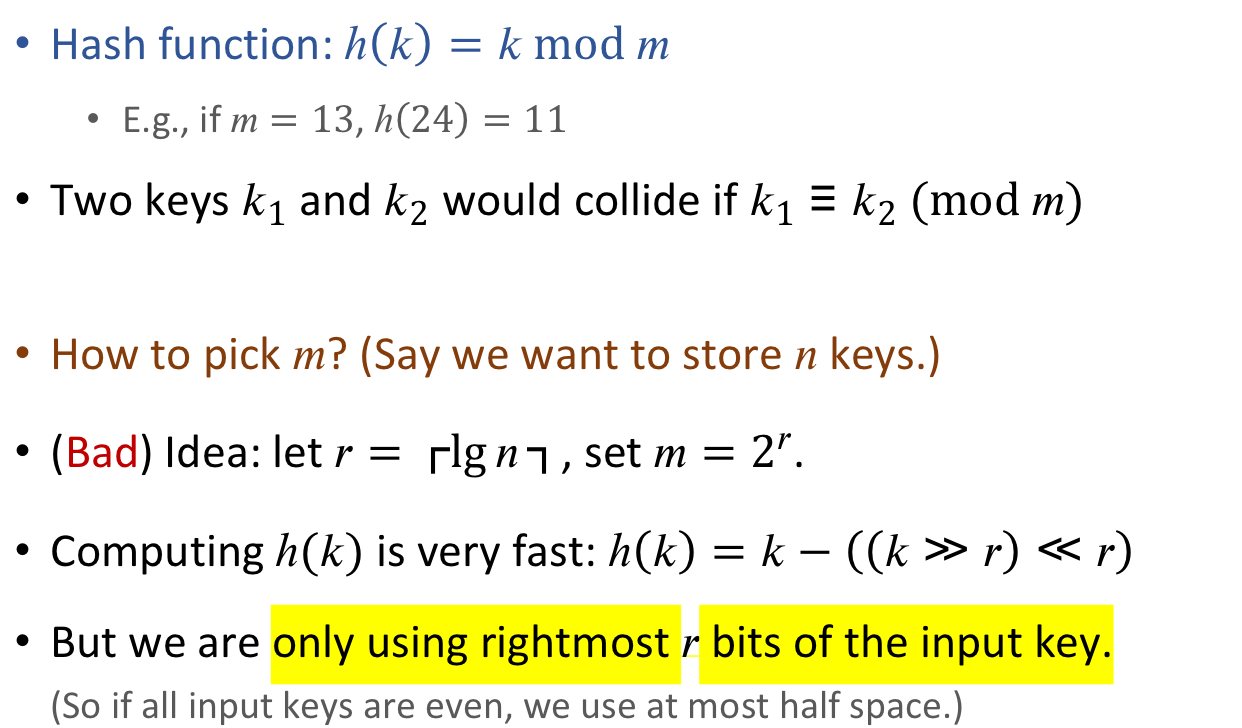 • Hash function: h(k) = k mod m
• E.g., if m = 13, h(24) = 11
• Two keys k₁ and k₂ would collide if k₁ ≡ k₂ (mod m)
• How to pick m? (Say we want to store n keys.)
• (Bad) Idea: let r = ┌lg n┐, set m = 2ʳ.
• Computing h(k) is very fast: h(k) = k − ((k ≫ r) ≪ r)
• But we are only using rightmost r bits of the input key.
(So if all input keys are even, we use at most half space.)